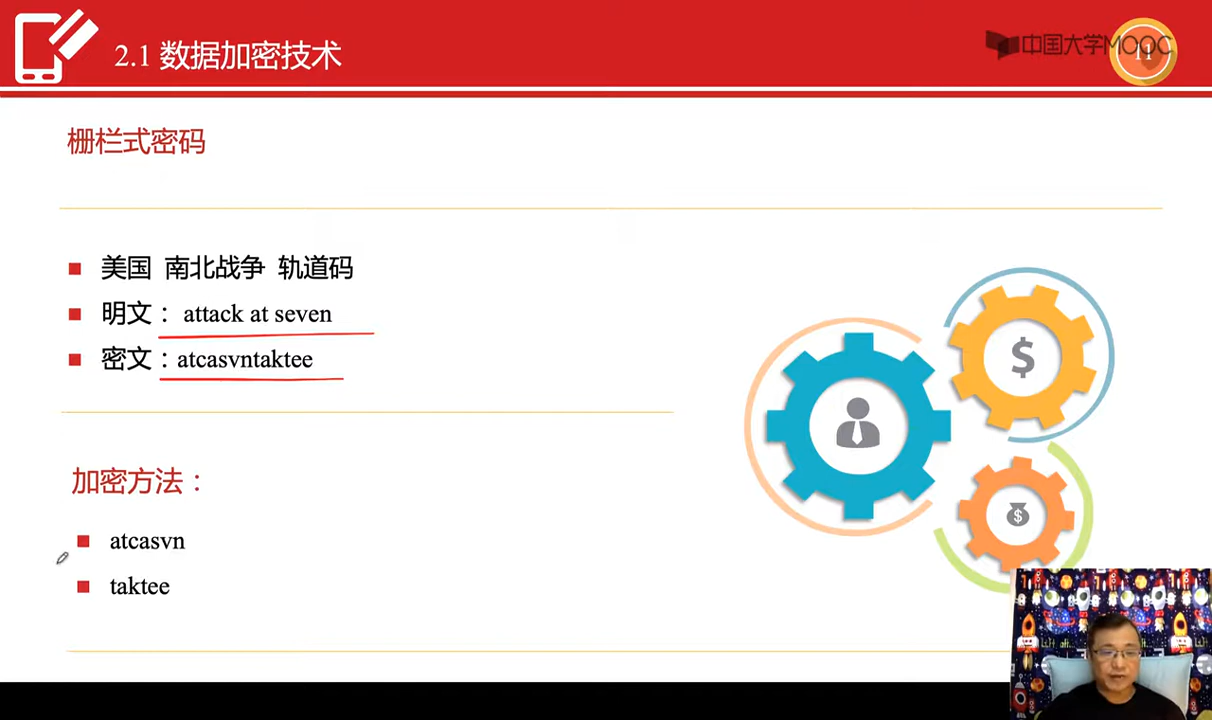 2.1 数据加密技术
中国大学MOOC
11
栅栏式密码
美国 南北战争 轨道码
明文： attack at seven
密文：atcasvntaktee
$
加密方法：
$
atcasvn
taktee